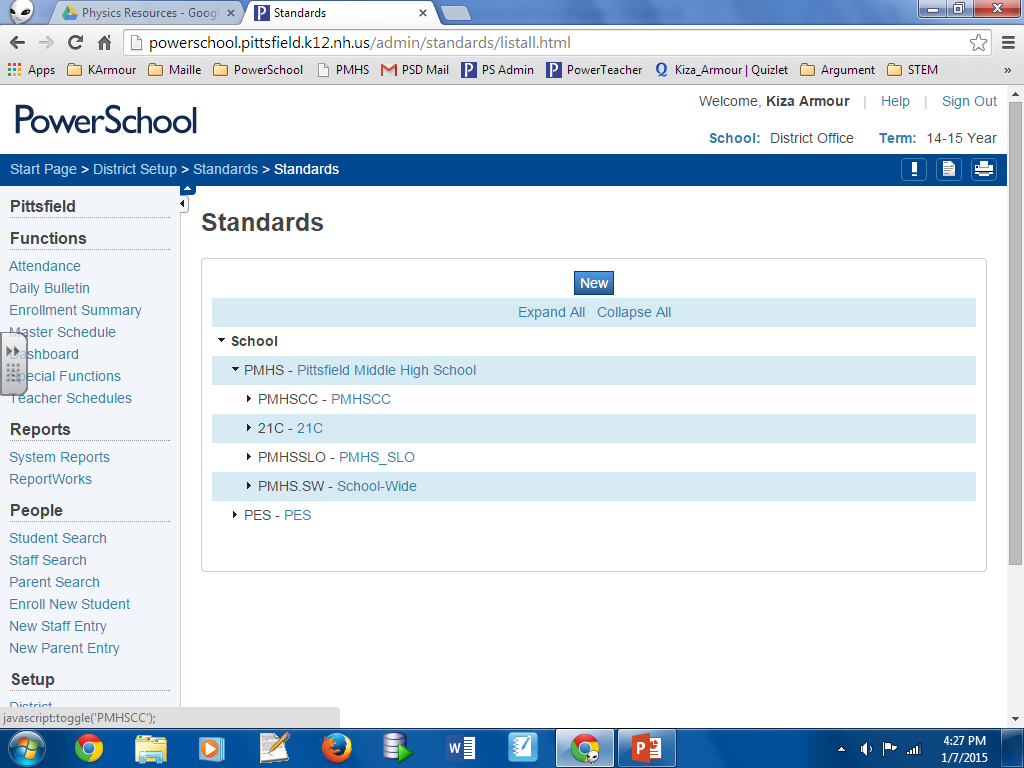 Physics Resources - Goog
Standards
powerschool.pittsfield.k12.nh.us/admin/standards/listall.html
Apps KArmour Maille PowerSchool PMHS PSD Mail PS Admin PowerTeacher Kiza_Armour | Quizlet Argument STEM »
PowerSchool
Welcome, Kiza Armour | Help | Sign Out
School: District Office Term: 14-15 Year
Start Page > District Setup > Standards > Standards
Pittsfield
Functions
Attendance
Daily Bulletin
Enrollment Summary
Master Schedule
ashboard
ecial Functions
Teacher Schedules
Reports
System Reports
ReportWorks
People
Student Search
Staff Search
Parent Search
Enroll New Student
New Staff Entry
New Parent Entry
Setup
District
javascript:toggle('PMHSCC');
Standards
New
Expand All Collapse All
School
PMHS - Pittsfield Middle High School
PMHSCC - PMHSCC
21C - 21C
PMHSSLO - PMHS_SLO
PMHS.SW - School-Wide
PES - PES
4:27 PM
1/7/2015